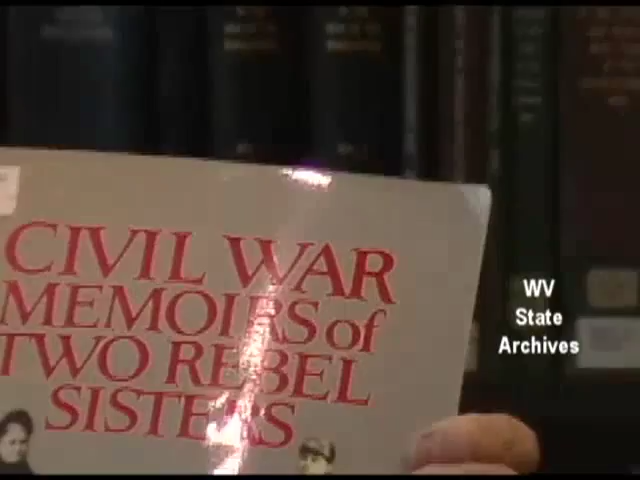 CIVIL WAR
MEMOIRS of
TWO REBEL
SISTERS
WV
State
Archives